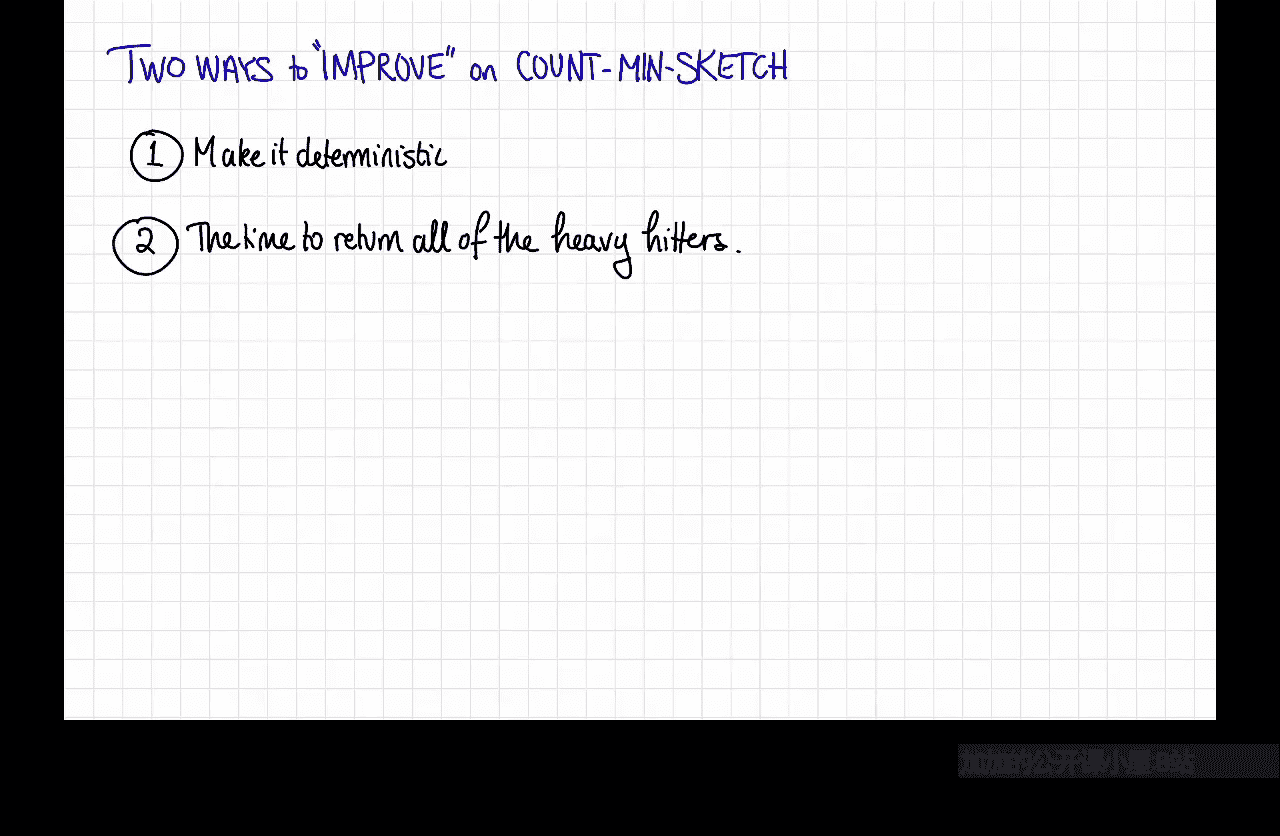 TWO WAYS to "IMPROVE" on COUNT-MIN-SKETCH
① Make it deterministic
② The time to return all of the heavy hitters.